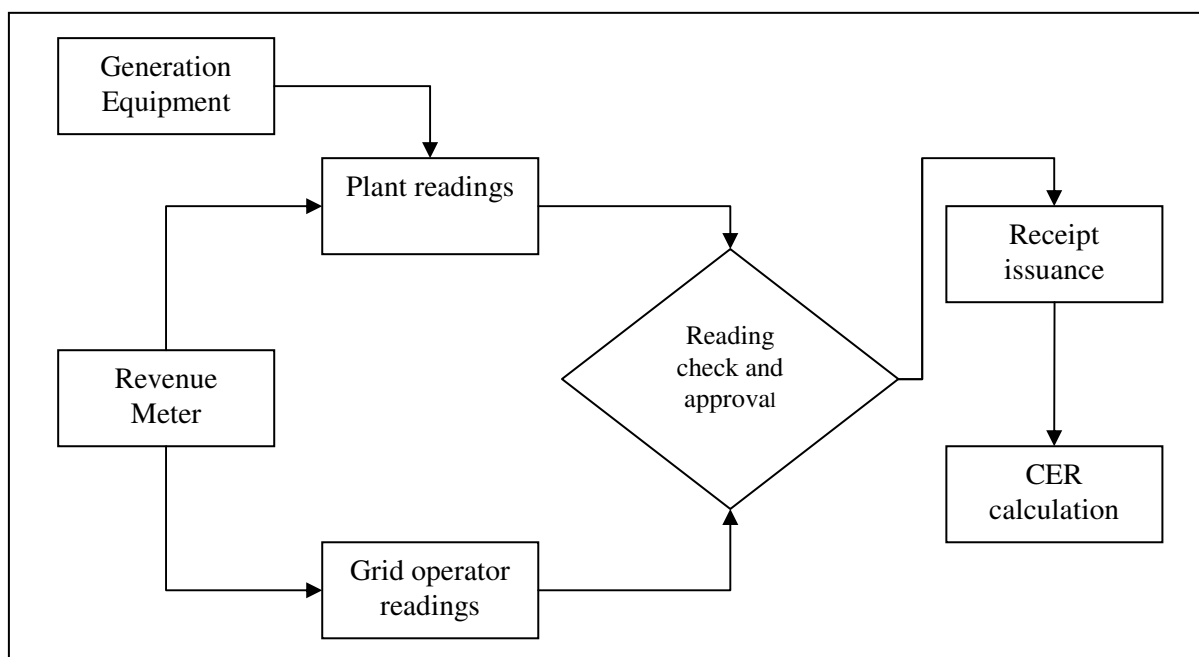 Generation
Equipment
Plant readings
Revenue
Meter
Grid operator
readings
Reading
check and
approval
Receipt
issuance
CER
calculation